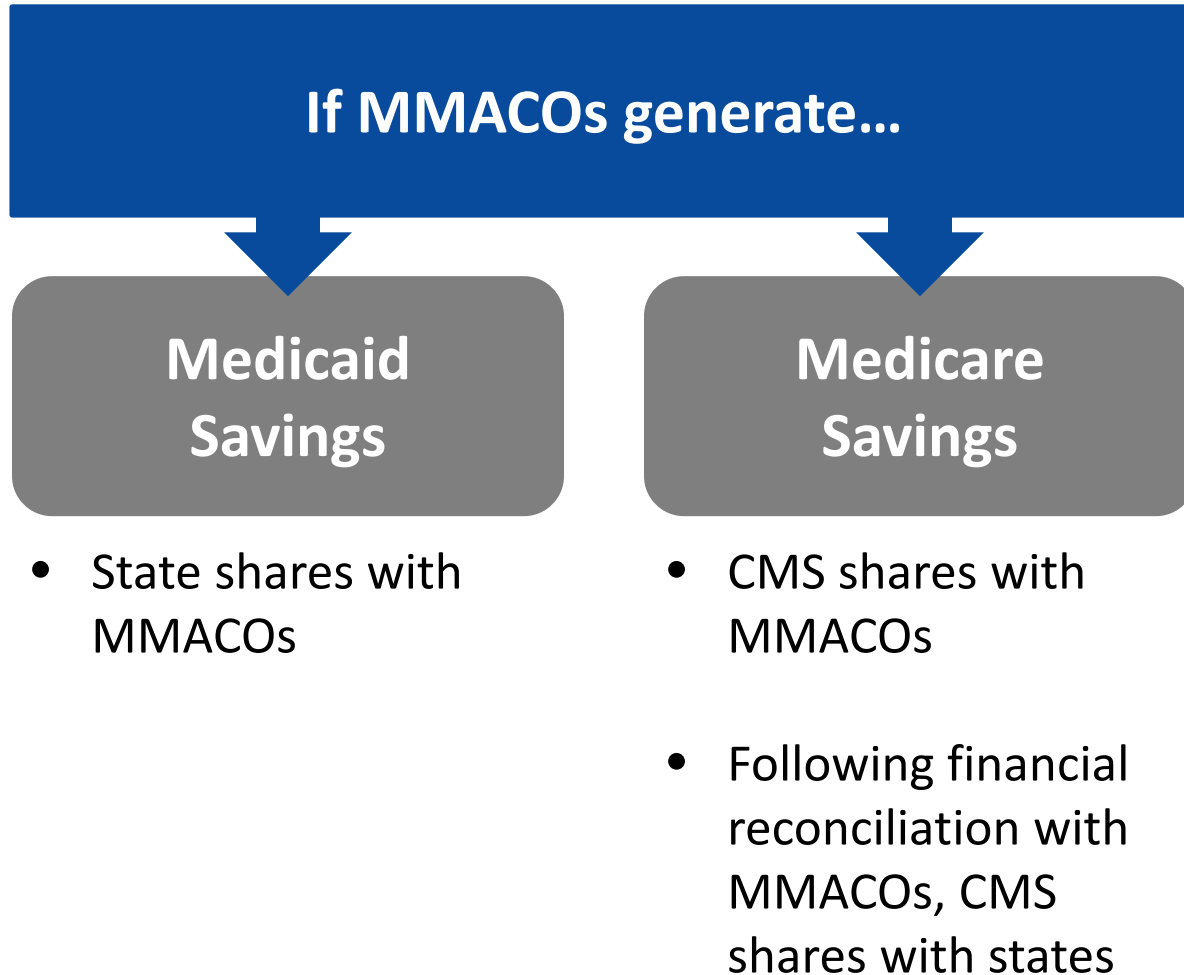 If MMACOs generate…
Medicaid
Savings
• State shares with
MMACOs
Medicare
Savings
• CMS shares with
MMACOs
• Following financial
reconciliation with
MMACOs, CMS
shares with states